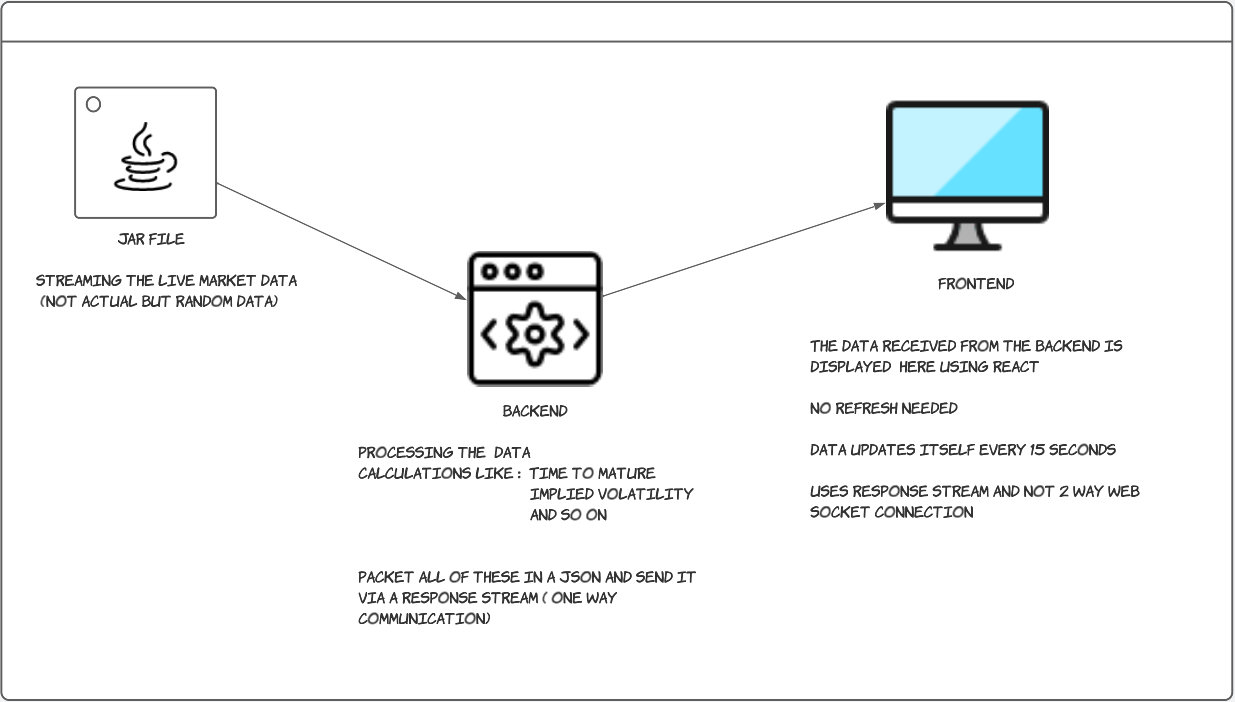 JAR FILE
STREAMING THE LIVE MARKET DATA
(NOT ACTUAL BUT RANDOM DATA)
BACKEND
PROCESSING THE DATA
CALCULATIONS LIKE : TIME TO MATURE
IMPLIED VOLATILITY
AND SO ON
PACKET ALL OF THESE IN A JSON AND SEND IT
VIA A RESPONSE STREAM ( ONE WAY
COMMUNICATION)
FRONTEND
THE DATA RECEIVED FROM THE BACKEND IS
DISPLAYED HERE USING REACT
NO REFRESH NEEDED
DATA UPDATES ITSELF EVERY 15 SECONDS
USES RESPONSE STREAM AND NOT 2 WAY WEB
SOCKET CONNECTION